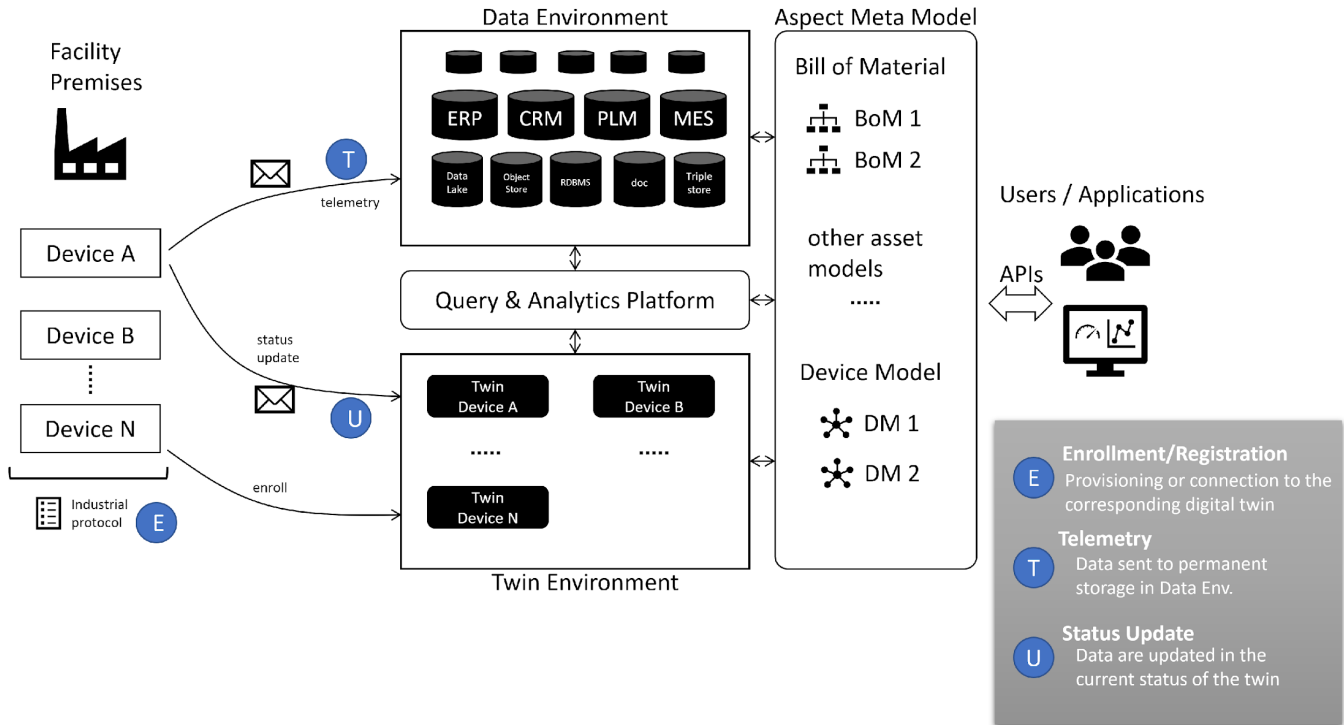 Facility
Premises
Device A
Device B
Device N
Industrial
protocol
E
T
telemetry
status
update
U
enroll
Data Environment
ERP
CRM
PLM
MES
Data
Lake
Object
Store
RDBMS
doc
Triple
store
Query & Analytics Platform
Twin
Device A
Twin
Device B
.....
.....
Twin
Device N
Twin Environment
Aspect Meta Model
Bill of Material
BoM 1
BoM 2
other asset
models
.....
Device Model
DM 1
DM 2
Users / Applications
APIs
E
Enrollment/Registration
Provisioning or connection to the
corresponding digital twin
T
Telemetry
Data sent to permanent
storage in Data Env.
U
Status Update
Data are updated in the
current status of the twin